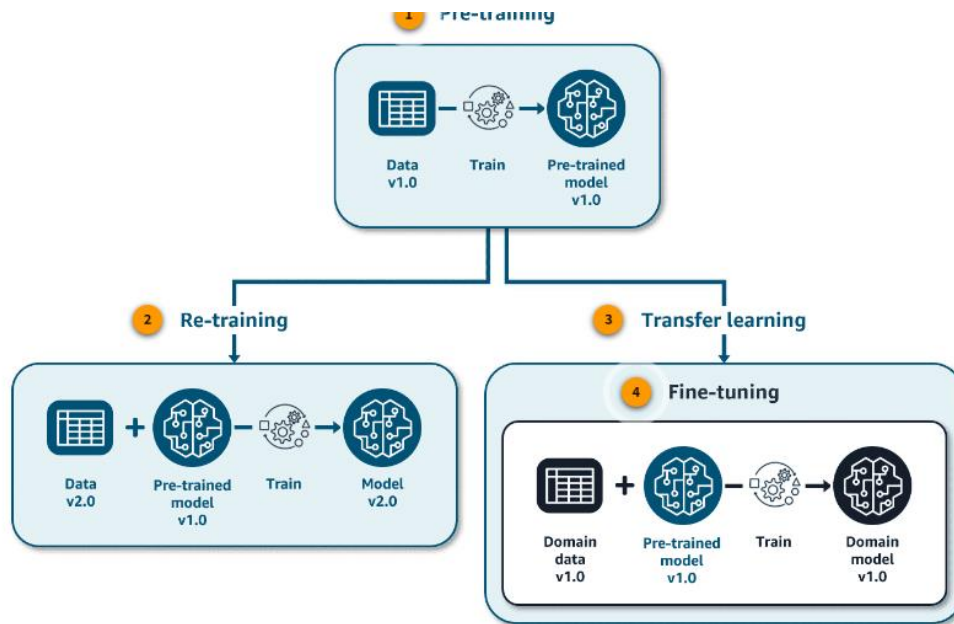 1 Pre-training
Data
v1.0
Train
Pre-trained
model
v1.0
2 Re-training
Data
v2.0
Pre-trained
model
v1.0
Train
Model
v2.0
3 Transfer learning
4 Fine-tuning
Domain
data
v1.0
Pre-trained
model
v1.0
Train
Domain
model
v1.0